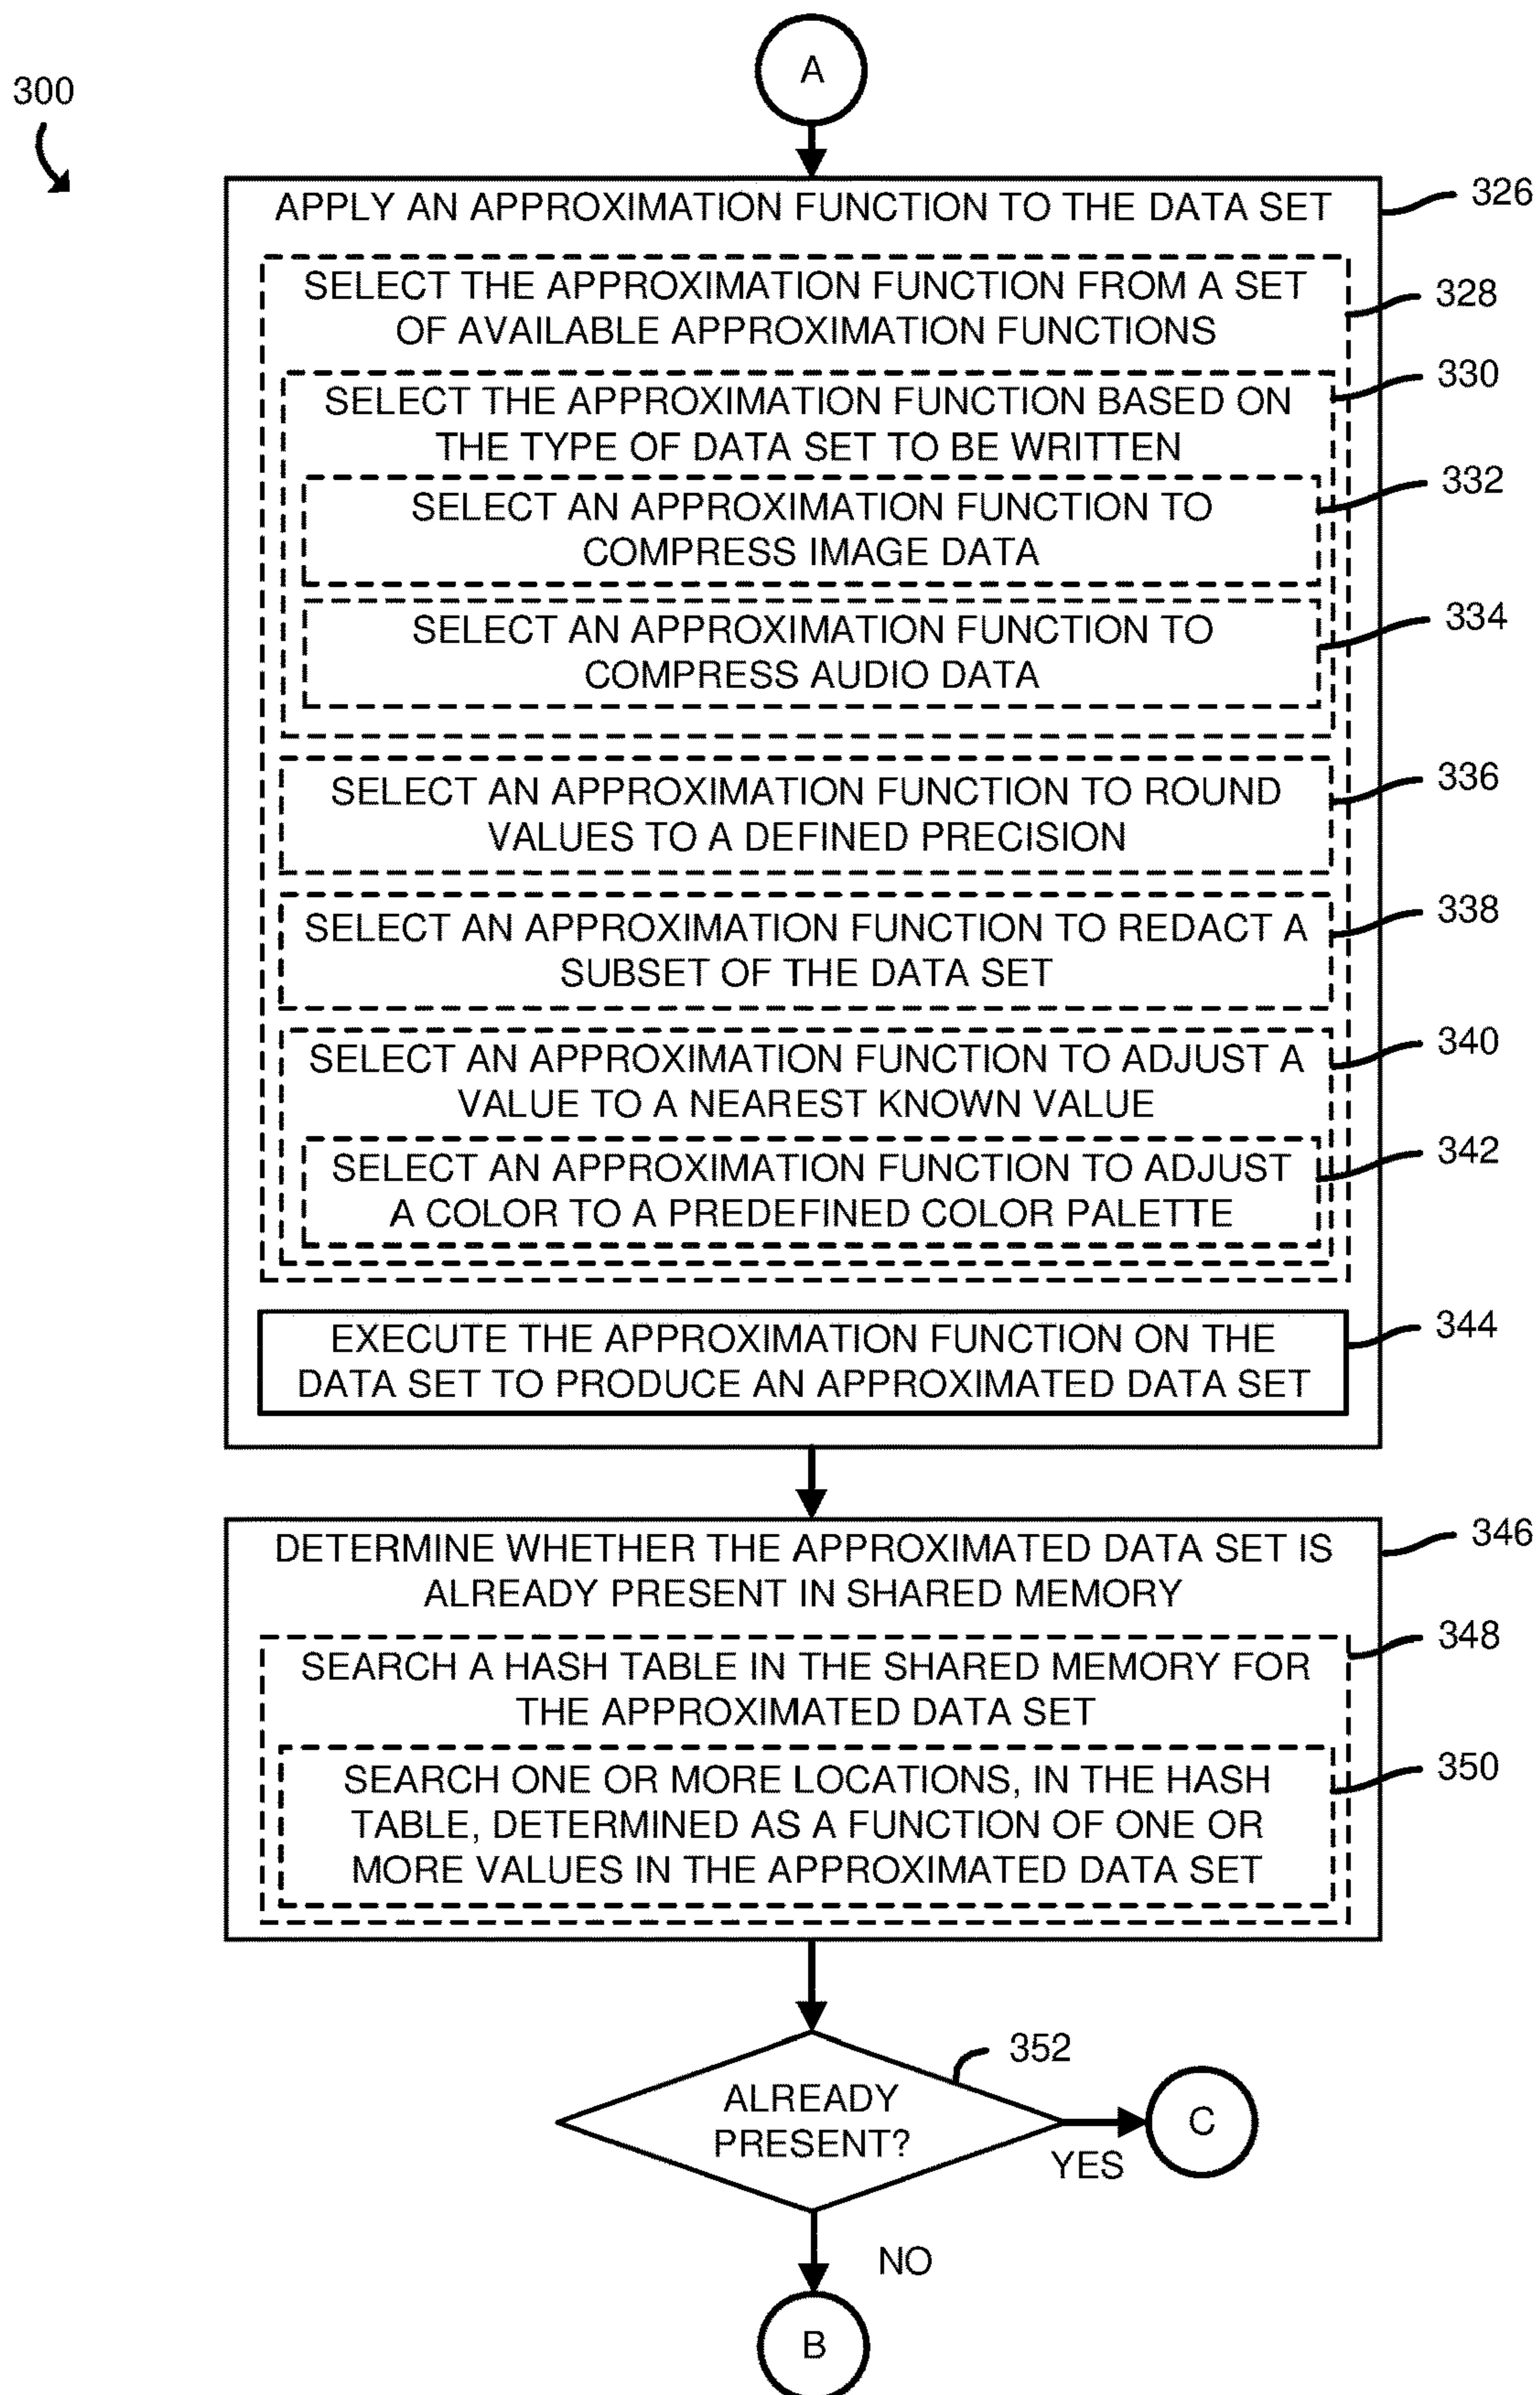 A
300
APPLY AN APPROXIMATION FUNCTION TO THE DATA SET
326
SELECT THE APPROXIMATION FUNCTION FROM A SET
OF AVAILABLE APPROXIMATION FUNCTIONS
328
SELECT THE APPROXIMATION FUNCTION BASED ON
THE TYPE OF DATA SET TO BE WRITTEN
330
SELECT AN APPROXIMATION FUNCTION TO
COMPRESS IMAGE DATA
332
SELECT AN APPROXIMATION FUNCTION TO
COMPRESS AUDIO DATA
334
SELECT AN APPROXIMATION FUNCTION TO ROUND
VALUES TO A DEFINED PRECISION
336
SELECT AN APPROXIMATION FUNCTION TO REDACT A
SUBSET OF THE DATA SET
338
SELECT AN APPROXIMATION FUNCTION TO ADJUST A
VALUE TO A NEAREST KNOWN VALUE
340
SELECT AN APPROXIMATION FUNCTION TO ADJUST
A COLOR TO A PREDEFINED COLOR PALETTE
342
EXECUTE THE APPROXIMATION FUNCTION ON THE
DATA SET TO PRODUCE AN APPROXIMATED DATA SET
344
DETERMINE WHETHER THE APPROXIMATED DATA SET IS
ALREADY PRESENT IN SHARED MEMORY
346
SEARCH A HASH TABLE IN THE SHARED MEMORY FOR
THE APPROXIMATED DATA SET
348
SEARCH ONE OR MORE LOCATIONS, IN THE HASH
TABLE, DETERMINED AS A FUNCTION OF ONE OR
MORE VALUES IN THE APPROXIMATED DATA SET
350
352
ALREADY
PRESENT?
C
YES
NO
B